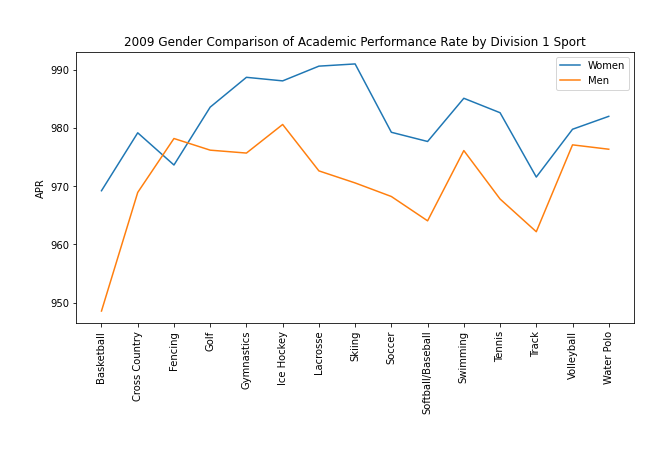 2009 Gender Comparison of Academic Performance Rate by Division 1 Sport
Women
Men
APR
990
980
970
960
950
Basketball
Cross Country
Fencing
Golf
Gymnastics
Ice Hockey
Lacrosse
Skiing
Soccer
Softball/Baseball
Swimming
Tennis
Track
Volleyball
Water Polo